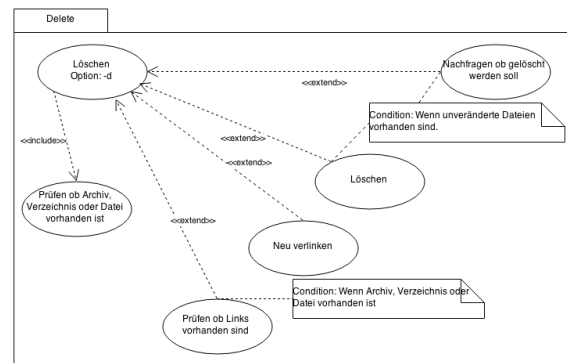 Delete
Löschen
Option: -d
Nachfragen ob gelöscht
werden soll
<<extend>>
Condition: Wenn unveränderte Dateien
vorhanden sind.
<<include>>
<<extend>>
<<extend>>
Löschen
Prüfen ob Archiv,
Verzeichnis oder Datei
vorhanden ist
<<extend>>
Neu verlinken
Condition: Wenn Archiv, Verzeichnis oder
Datei vorhanden ist
Prüfen ob Links
vorhanden sind